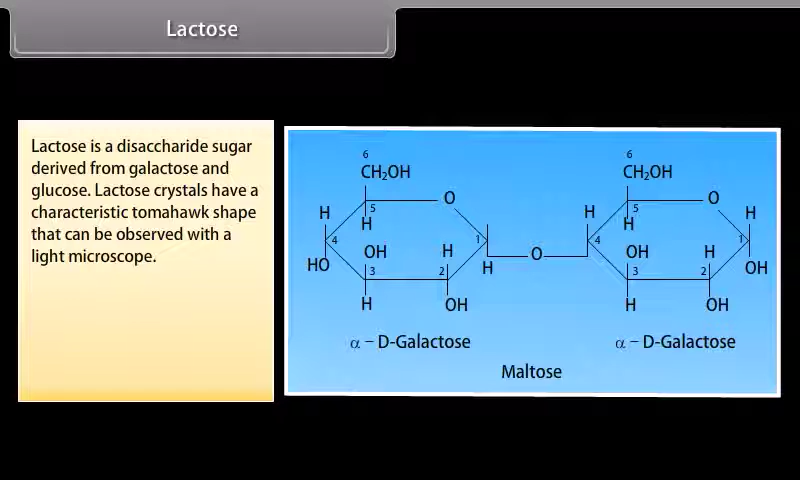 Lactose
Lactose is a disaccharide sugar
derived from galactose and
glucose. Lactose crystals have a
characteristic tomahawk shape
that can be observed with a
light microscope.
6 6
CH₂OH CH₂OH
O O
H 5 H 5 H
H H
4 1 4 1
OH H O OH H
HO 3 2 H 3 2 OH
H OH H OH
α – D-Galactose α – D-Galactose
Maltose